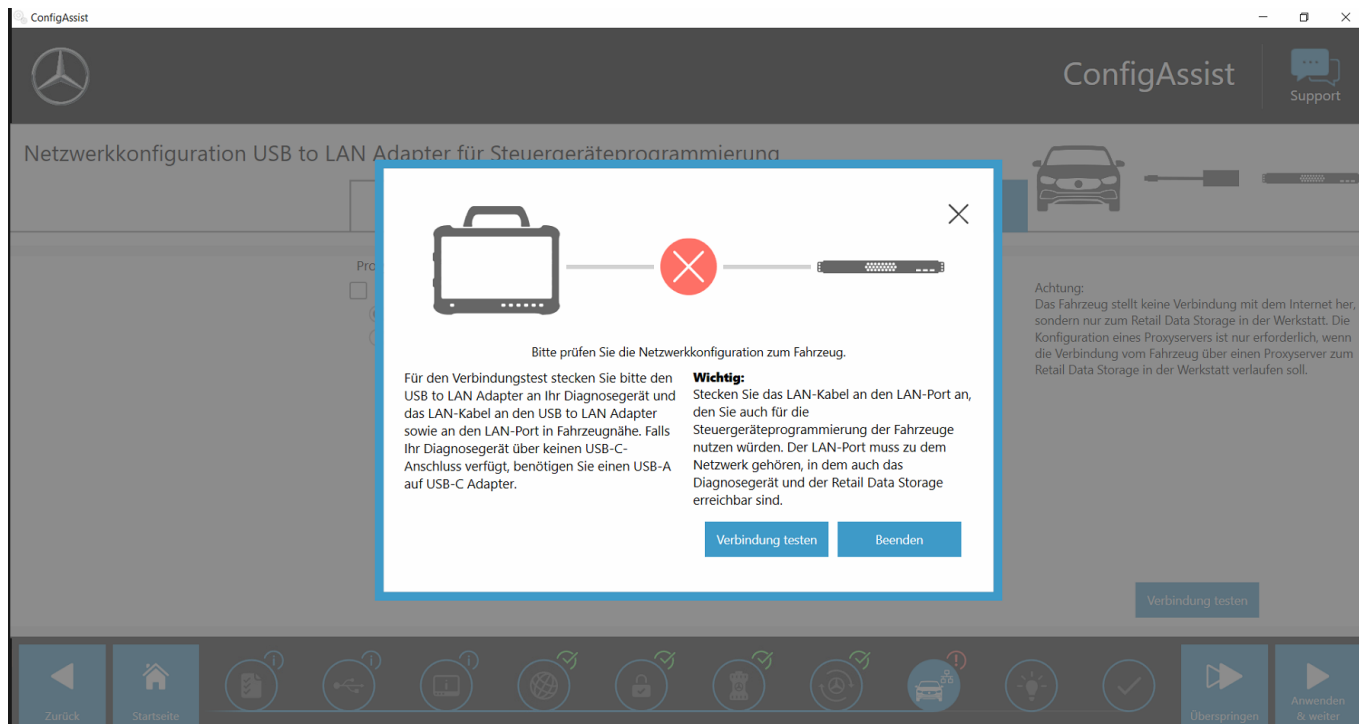 ConfigAssist
ConfigAssist
Support
Netzwerkkonfiguration USB to LAN Adapter für Steuergeräteprogrammierung
Pro
Bitte prüfen Sie die Netzwerkkonfiguration zum Fahrzeug.
Für den Verbindungstest stecken Sie bitte den
USB to LAN Adapter an Ihr Diagnosegerät und
das LAN-Kabel an den USB to LAN Adapter
sowie an den LAN-Port in Fahrzeugnähe. Falls
Ihr Diagnosegerät über keinen USB-C-
Anschluss verfügt, benötigen Sie einen USB-A
auf USB-C Adapter.
Wichtig:
Stecken Sie das LAN-Kabel an den LAN-Port an,
den Sie auch für die
Steuergeräteprogrammierung der Fahrzeuge
nutzen würden. Der LAN-Port muss zu dem
Netzwerk gehören, in dem auch das
Diagnosegerät und der Retail Data Storage
erreichbar sind.
Verbindung testen
Beenden
Achtung:
Das Fahrzeug stellt keine Verbindung mit dem Internet her,
sondern nur zum Retail Data Storage in der Werkstatt. Die
Konfiguration eines Proxyservers ist nur erforderlich, wenn
die Verbindung vom Fahrzeug über einen Proxyserver zum
Retail Data Storage in der Werkstatt verlaufen soll.
Verbindung testen
Zurück
Startseite
Überspringen
Anwenden
& weiter